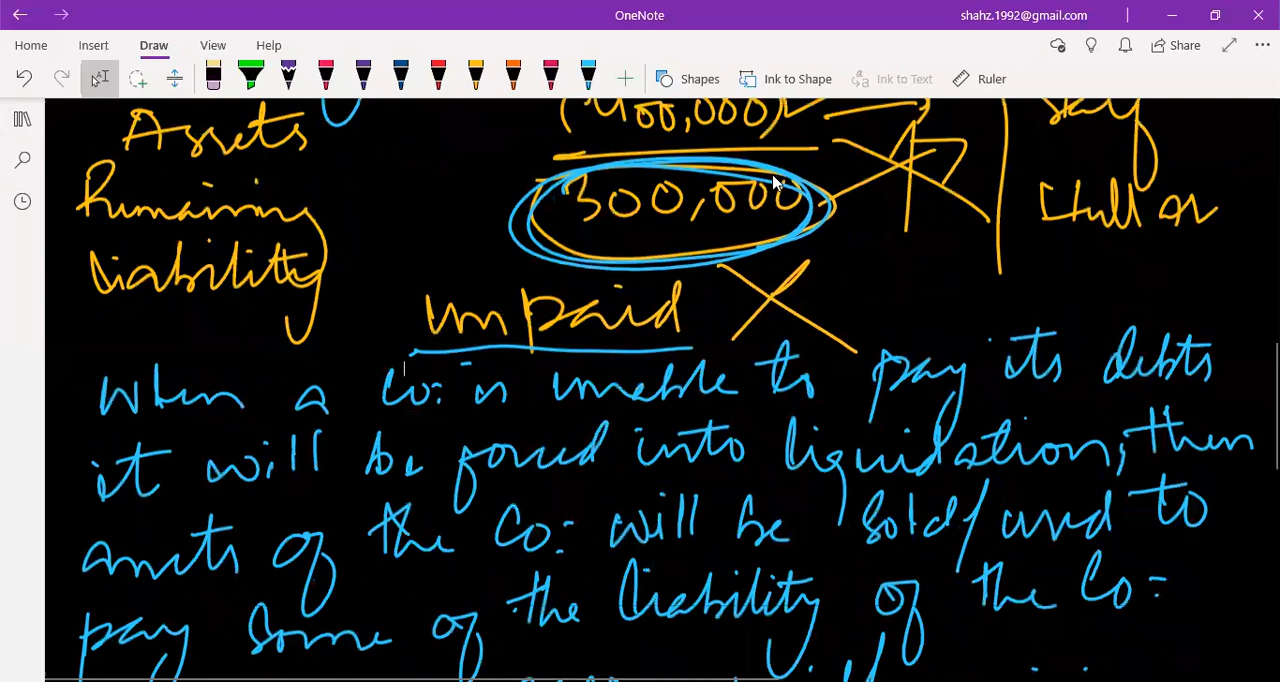 OneNote
shahz.1992@gmail.com
Home Insert Draw View Help
Share
Shapes Ink to Shape Ink to Text Ruler
Assets (400,000)
Remaining 300,000
Liability
unpaid
When a Co: is unable to pay its debts
it will be forced into liquidation, then
assets of the Co: will be sold/used to
pay some of the liability of the Co: